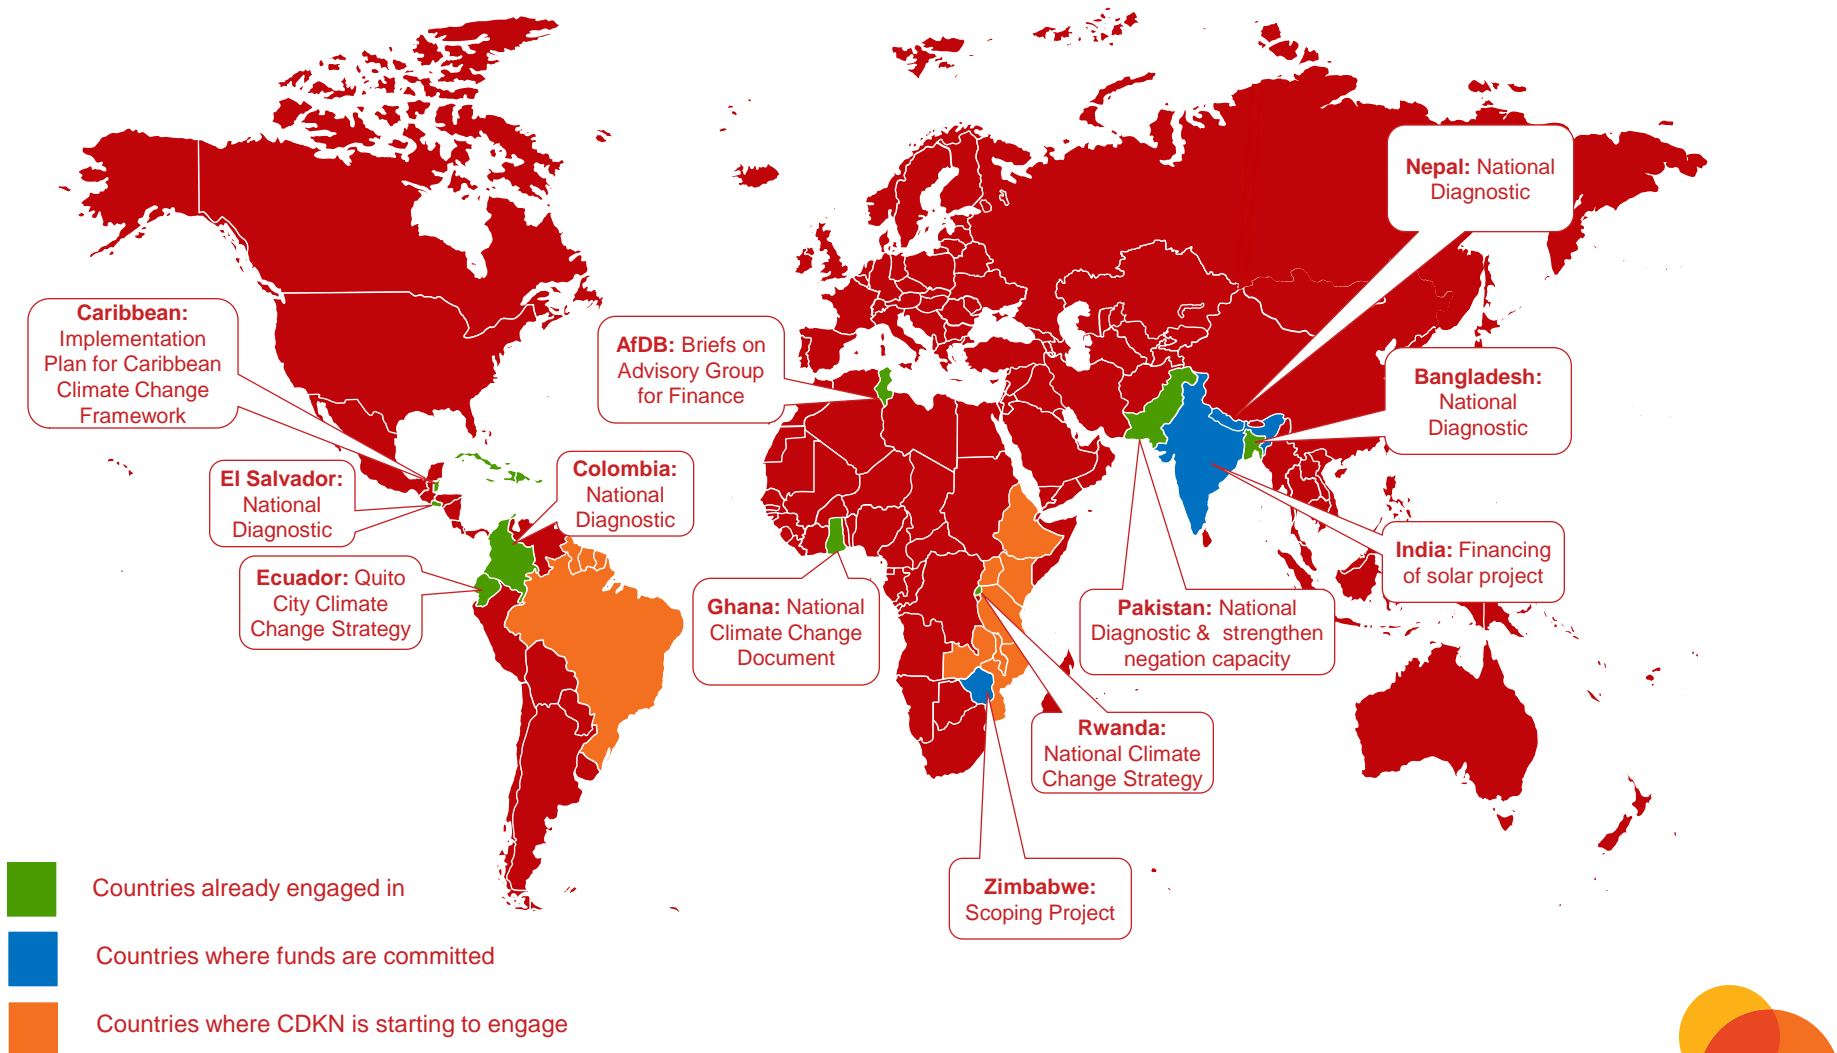 Nepal: National
Diagnostic
Caribbean:
Implementation
Plan for Caribbean
Climate Change
Framework
AfDB: Briefs on
Advisory Group
for Finance
Bangladesh:
National
Diagnostic
El Salvador:
National
Diagnostic
Colombia:
National
Diagnostic
India: Financing
of solar project
Ecuador: Quito
City Climate
Change Strategy
Ghana: National
Climate Change
Document
Pakistan: National
Diagnostic & strengthen
negation capacity
Rwanda:
National Climate
Change Strategy
Zimbabwe:
Scoping Project
Countries already engaged in
Countries where funds are committed
Countries where CDKN is starting to engage